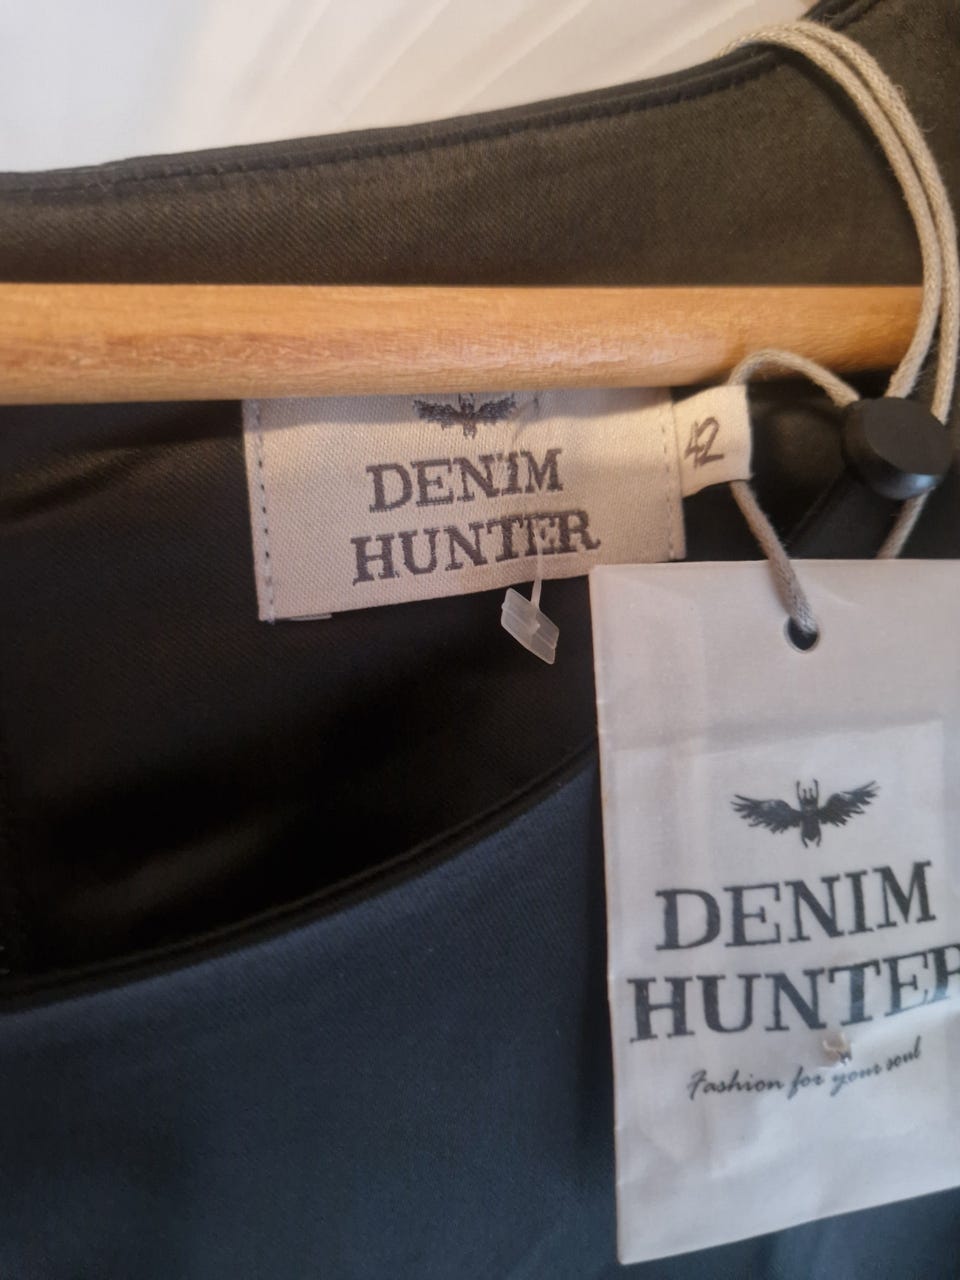 DENIM
HUNTER
42
DENIM
HUNTER
Fashion for your soul